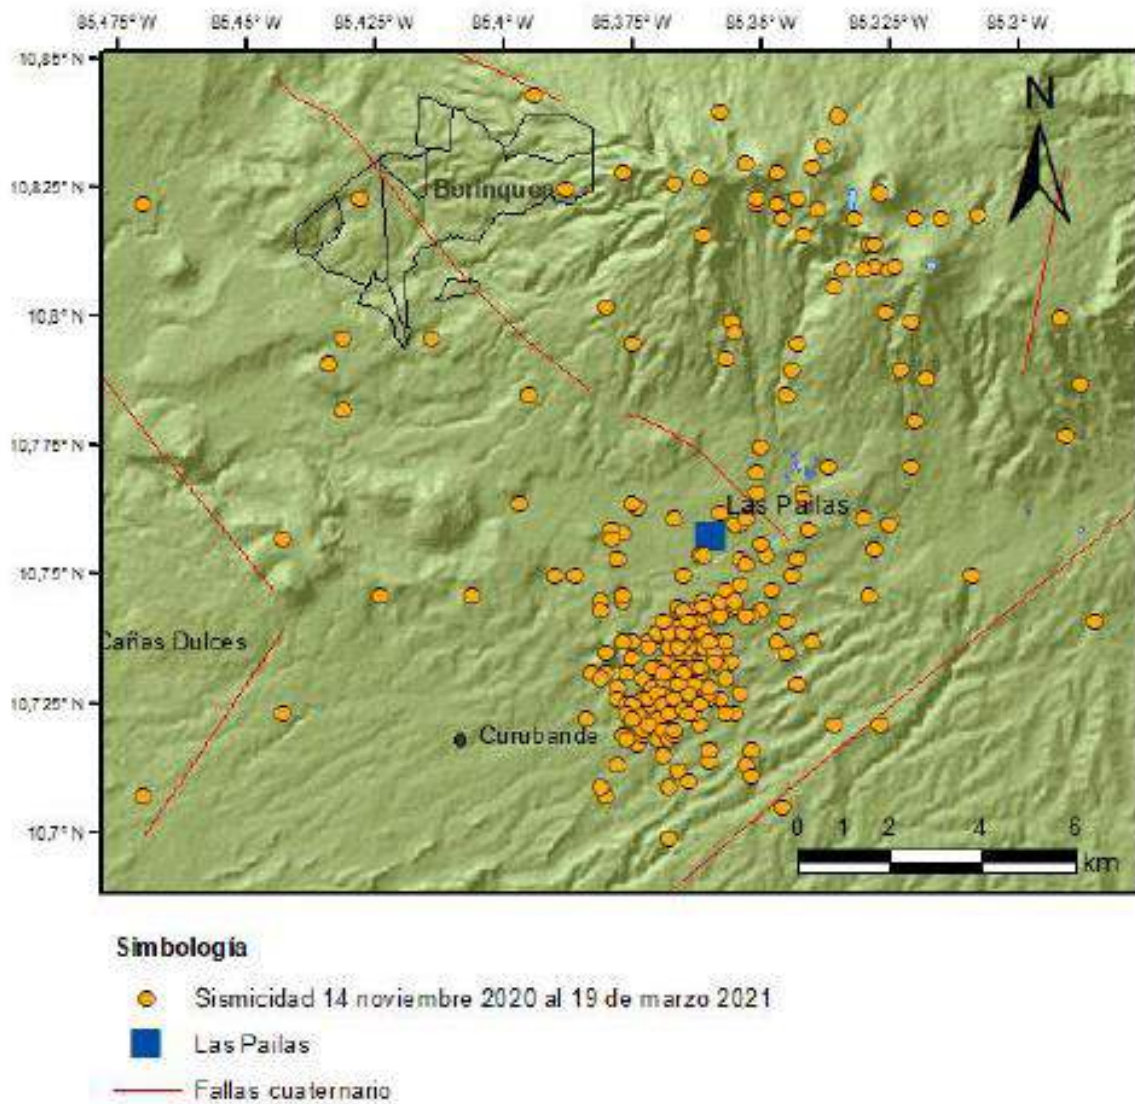 85.475°W 85.45°W 85.425°W 85.4°W 85.375°W 85.35°W 85.325°W 85.3°W
10,85°N
N
10,825°N
Borinquen
10,8°N
10,775°N
Las Pailas
10,75°N
Cañas Dulces
10,725°N
Curubande
10,7°N
0 1 2 4 6
km
Simbología
Sismicidad 14 noviembre 2020 al 19 de marzo 2021
Las Pailas
Fallas cuaternario